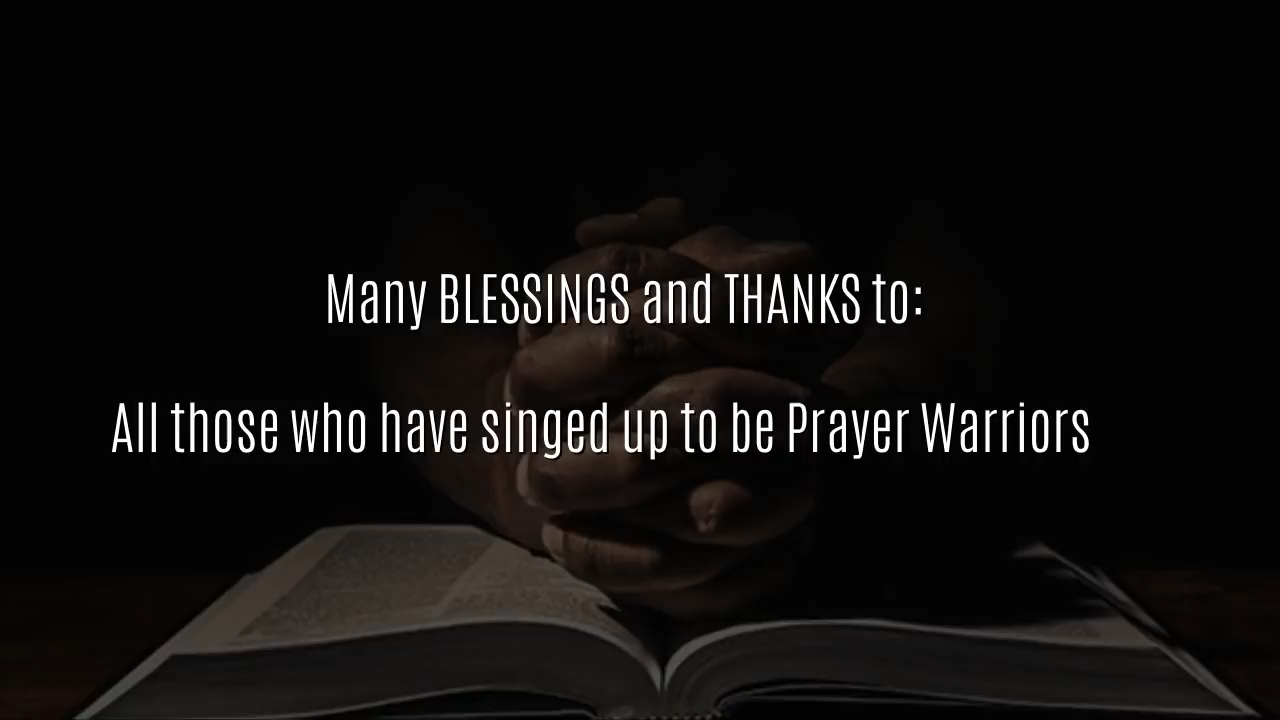 Many BLESSINGS and THANKS to:
All those who have singed up to be Prayer Warriors